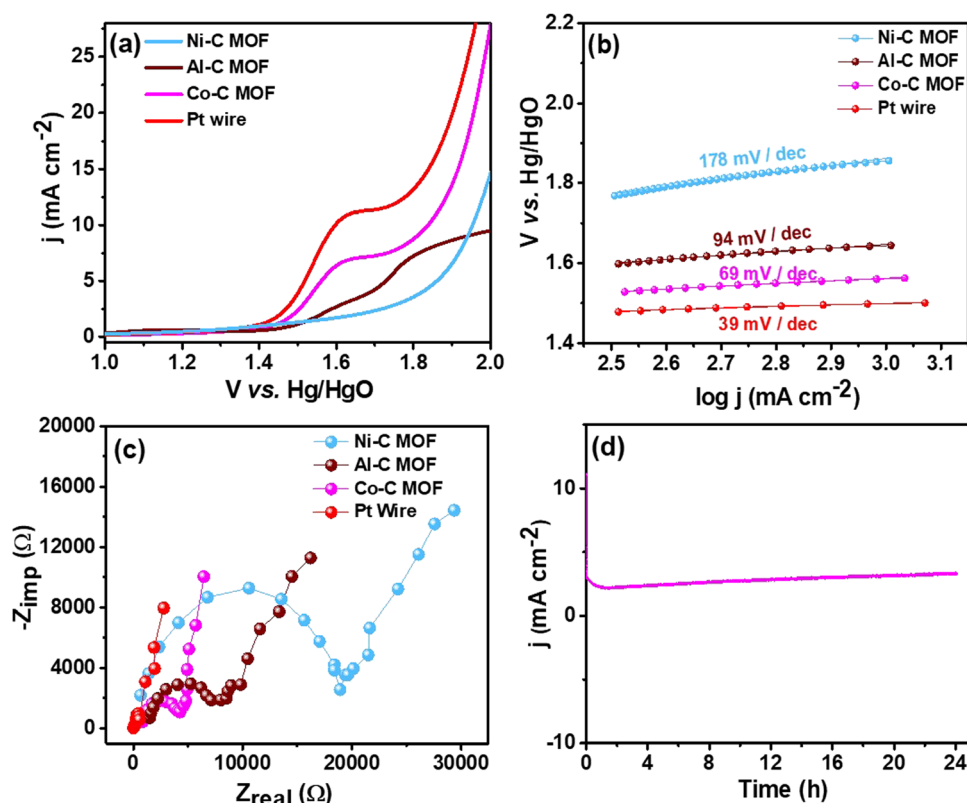 (a)
Ni-C MOF
Al-C MOF
Co-C MOF
Pt wire
25
20
15
10
5
0
j (mA cm⁻²)
1.0 1.2 1.4 1.6 1.8 2.0
V vs. Hg/HgO
(b)
Ni-C MOF
Al-C MOF
Co-C MOF
Pt wire
2.2
2.0
1.8
1.6
1.4
V vs. Hg/HgO
178 mV / dec
94 mV / dec
69 mV / dec
39 mV / dec
2.5 2.6 2.7 2.8 2.9 3.0 3.1
log j (mA cm⁻²)
(c)
Ni-C MOF
Al-C MOF
Co-C MOF
Pt Wire
20000
16000
12000
8000
4000
0
-Zimp (Ω)
0 10000 20000 30000
Zreal (Ω)
(d)
10
0
-10
j (mA cm⁻²)
0 4 8 12 16 20 24
Time (h)